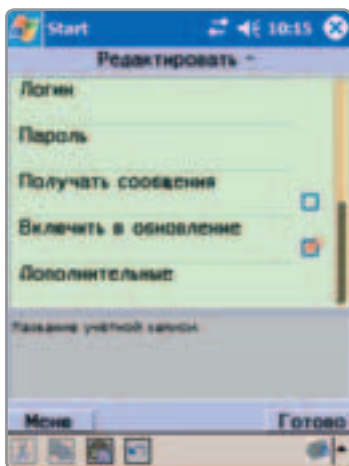 Start 10:15
Редактировать
Логин
Пароль
Получать сообщения
Включить в обновление
Дополнительные
Название учётной записи
Меню Готово